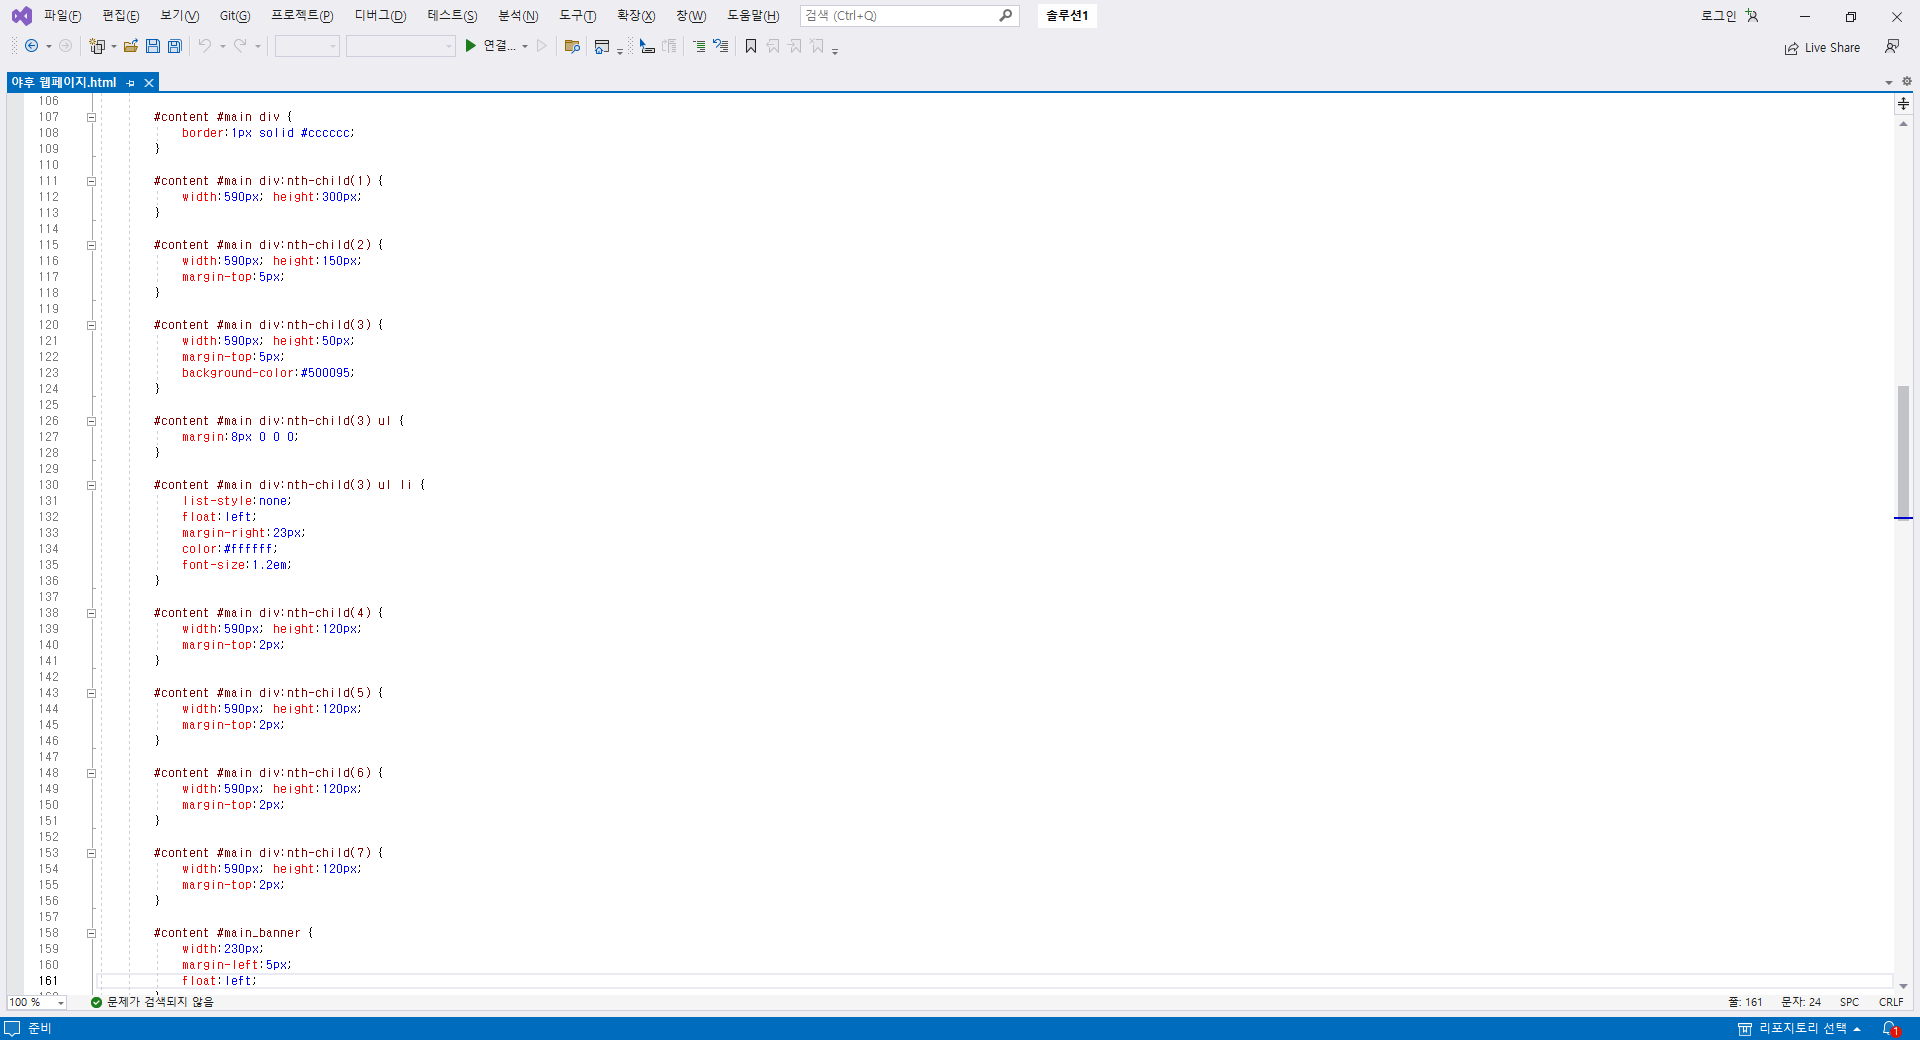 파일(F) 편집(E) 보기(V) Git(G) 프로젝트(P) 디버그(D) 테스트(S) 분석(N) 도구(T) 확장(X) 창(W) 도움말(H) 검색 (Ctrl+Q) 솔루션1 로그인
연결... Live Share
야후 웹페이지.html
106
107 #content #main div {
108 border:1px solid #cccccc;
109 }
110
111 #content #main div:nth-child(1) {
112 width:590px; height:300px;
113 }
114
115 #content #main div:nth-child(2) {
116 width:590px; height:150px;
117 margin-top:5px;
118 }
119
120 #content #main div:nth-child(3) {
121 width:590px; height:50px;
122 margin-top:5px;
123 background-color:#500095;
124 }
125
126 #content #main div:nth-child(3) ul {
127 margin:8px 0 0 0;
128 }
129
130 #content #main div:nth-child(3) ul li {
131 list-style:none;
132 float:left;
133 margin-right:23px;
134 color:#ffffff;
135 font-size:1.2em;
136 }
137
138 #content #main div:nth-child(4) {
139 width:590px; height:120px;
140 margin-top:2px;
141 }
142
143 #content #main div:nth-child(5) {
144 width:590px; height:120px;
145 margin-top:2px;
146 }
147
148 #content #main div:nth-child(6) {
149 width:590px; height:120px;
150 margin-top:2px;
151 }
152
153 #content #main div:nth-child(7) {
154 width:590px; height:120px;
155 margin-top:2px;
156 }
157
158 #content #main_banner {
159 width:230px;
160 margin-left:5px;
161 float:left;
100 % 문제가 검색되지 않음 줄: 161 문자: 24 SPC CRLF
준비 리포지토리 선택 1